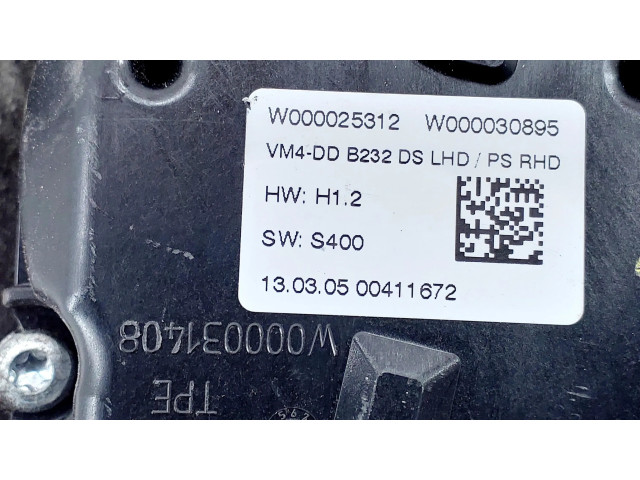 W000025312 W000030895
VM4-DD B232 DS LHD / PS RHD
HW: H1.2
SW: S400
13.03.05 00411672
W000031408
TPE